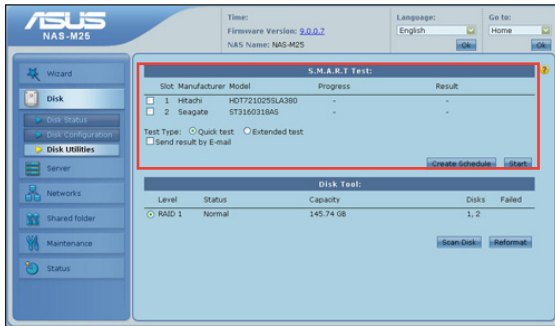 ASUS
NAS-M25
Time:
Firmware Version: 9.0.0.7
NAS Name: NAS-M25
Language:
English
Ok
Go to:
Home
Ok
Wizard
Disk
Disk Status
Disk Configuration
Disk Utilities
Server
Networks
Shared folder
Maintenance
Status
S.M.A.R.T Test:
Slot Manufacturer Model Progress Result
1 Hitachi HDT721025SLA380 - -
2 Seagate ST3160318AS - -
Test Type: Quick test Extended test
Send result by E-mail
Create Schedule Start
Disk Tool:
Level Status Capacity Disks Failed
RAID 1 Normal 145.74 GB 1, 2
Scan Disk Reformat